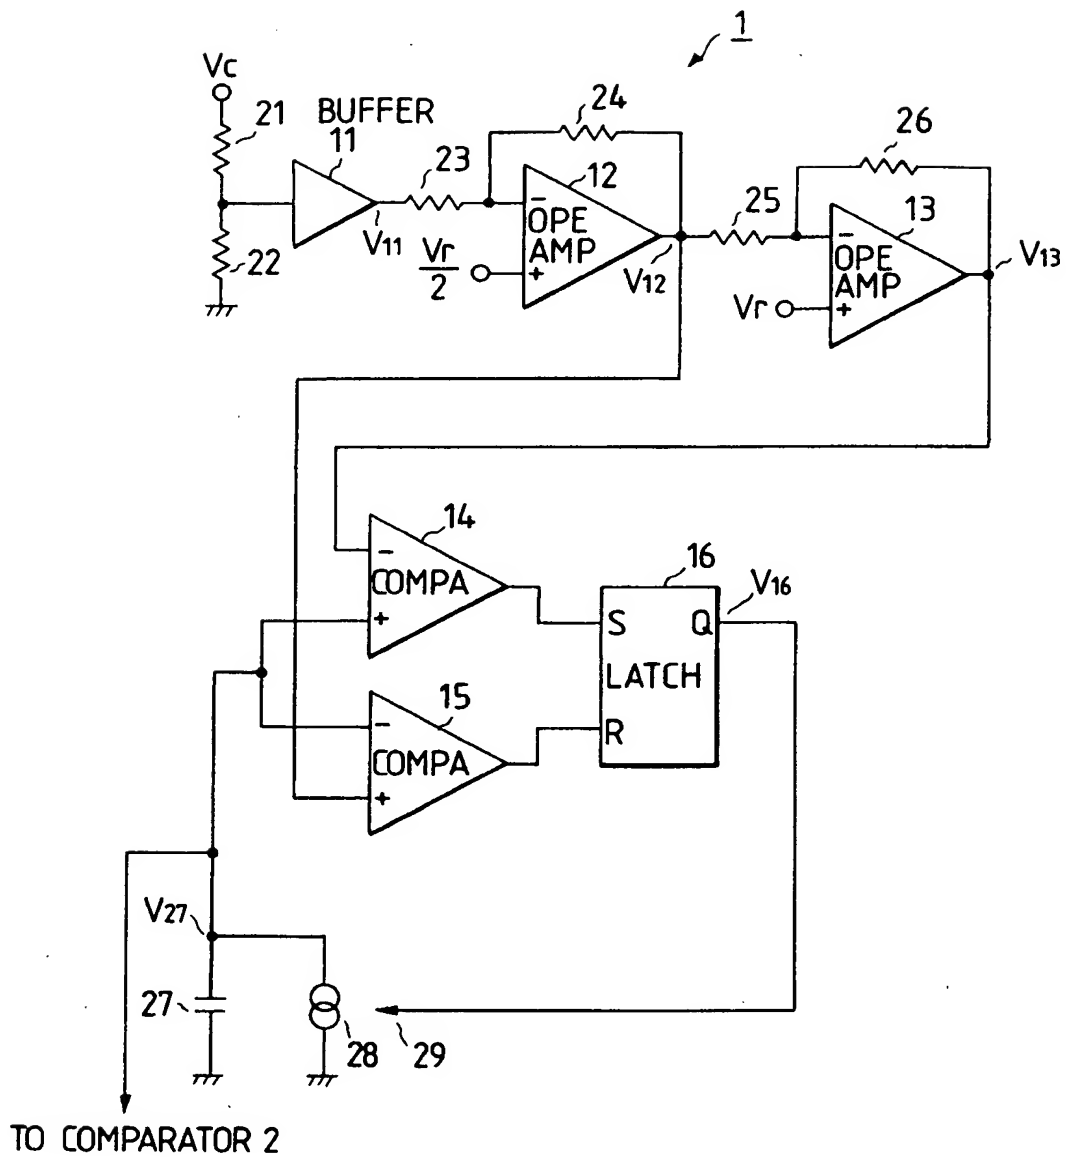 1
Vc
21
BUFFER
11
22
V11
23
24
Vr
2
-
OPE
AMP
+
12
V12
25
26
-
OPE
AMP
+
13
Vr
V13
14
-
COMPA
+
15
-
COMPA
+
16
S Q
LATCH
R
V16
V27
27
28
29
TO COMPARATOR 2